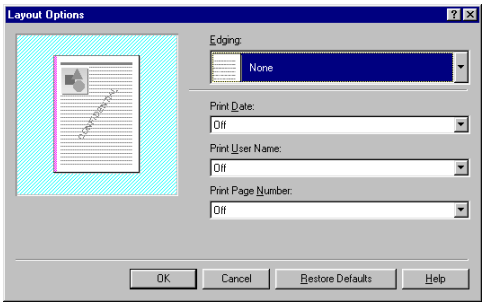 Layout Options
Edging:
None
CONFIDENTIAL
Print Date:
Off
Print User Name:
Off
Print Page Number:
Off
OK
Cancel
Restore Defaults
Help